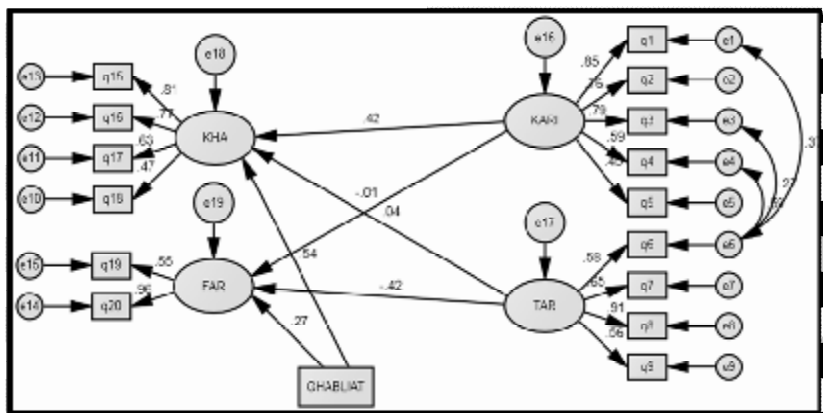 e18
e16
q1
e1
e13
q15
.81
.85
q2
e2
.76
e12
q16
.77
KHA
.42
.79
q3
e3
e11
q17
.63
.59
q4
e4
e10
q18
.47
q5
e5
e19
-.01
.04
e17
q6
e6
.58
e15
q19
.55
FAR
.54
-.42
TAR
.65
q7
e7
e14
q20
.96
.91
q8
e8
.27
.56
q9
e9
GHABLIAT